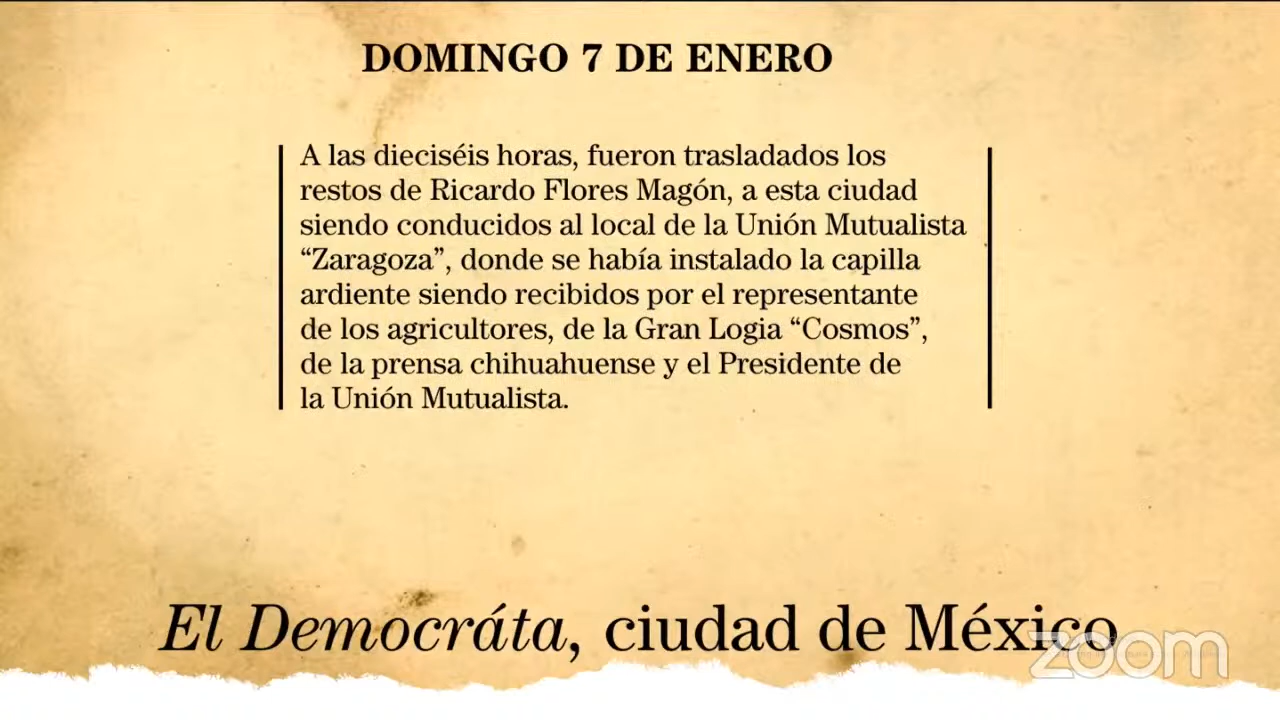 DOMINGO 7 DE ENERO
A las dieciséis horas, fueron trasladados los
restos de Ricardo Flores Magón, a esta ciudad
siendo conducidos al local de la Unión Mutualista
“Zaragoza”, donde se había instalado la capilla
ardiente siendo recibidos por el representante
de los agricultores, de la Gran Logia “Cosmos”,
de la prensa chihuahuense y el Presidente de
la Unión Mutualista.
El Democráta, ciudad de México
zoom